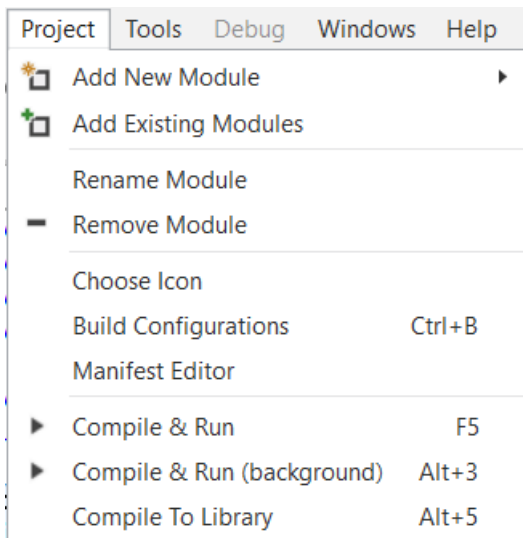 Project Tools Debug Windows Help
Add New Module
Add Existing Modules
Rename Module
Remove Module
Choose Icon
Build Configurations Ctrl+B
Manifest Editor
Compile & Run F5
Compile & Run (background) Alt+3
Compile To Library Alt+5